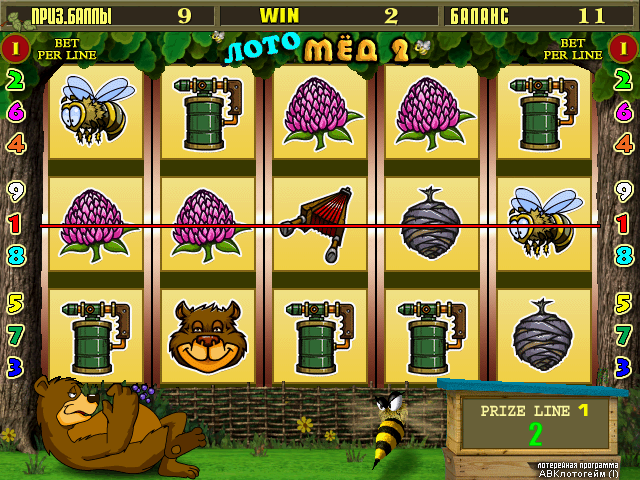 ПРИЗ.БАЛЛЫ 9 WIN 2 БАЛАНС 11
1 BET PER LINE ЛОТО МЁД 2 BET PER LINE 1
2 2
6 6
4 4
9 9
1 1
8 8
5 5
7 7
3 3
PRIZE LINE 1
2
лотерейная программа
АВКлотогейм (I)